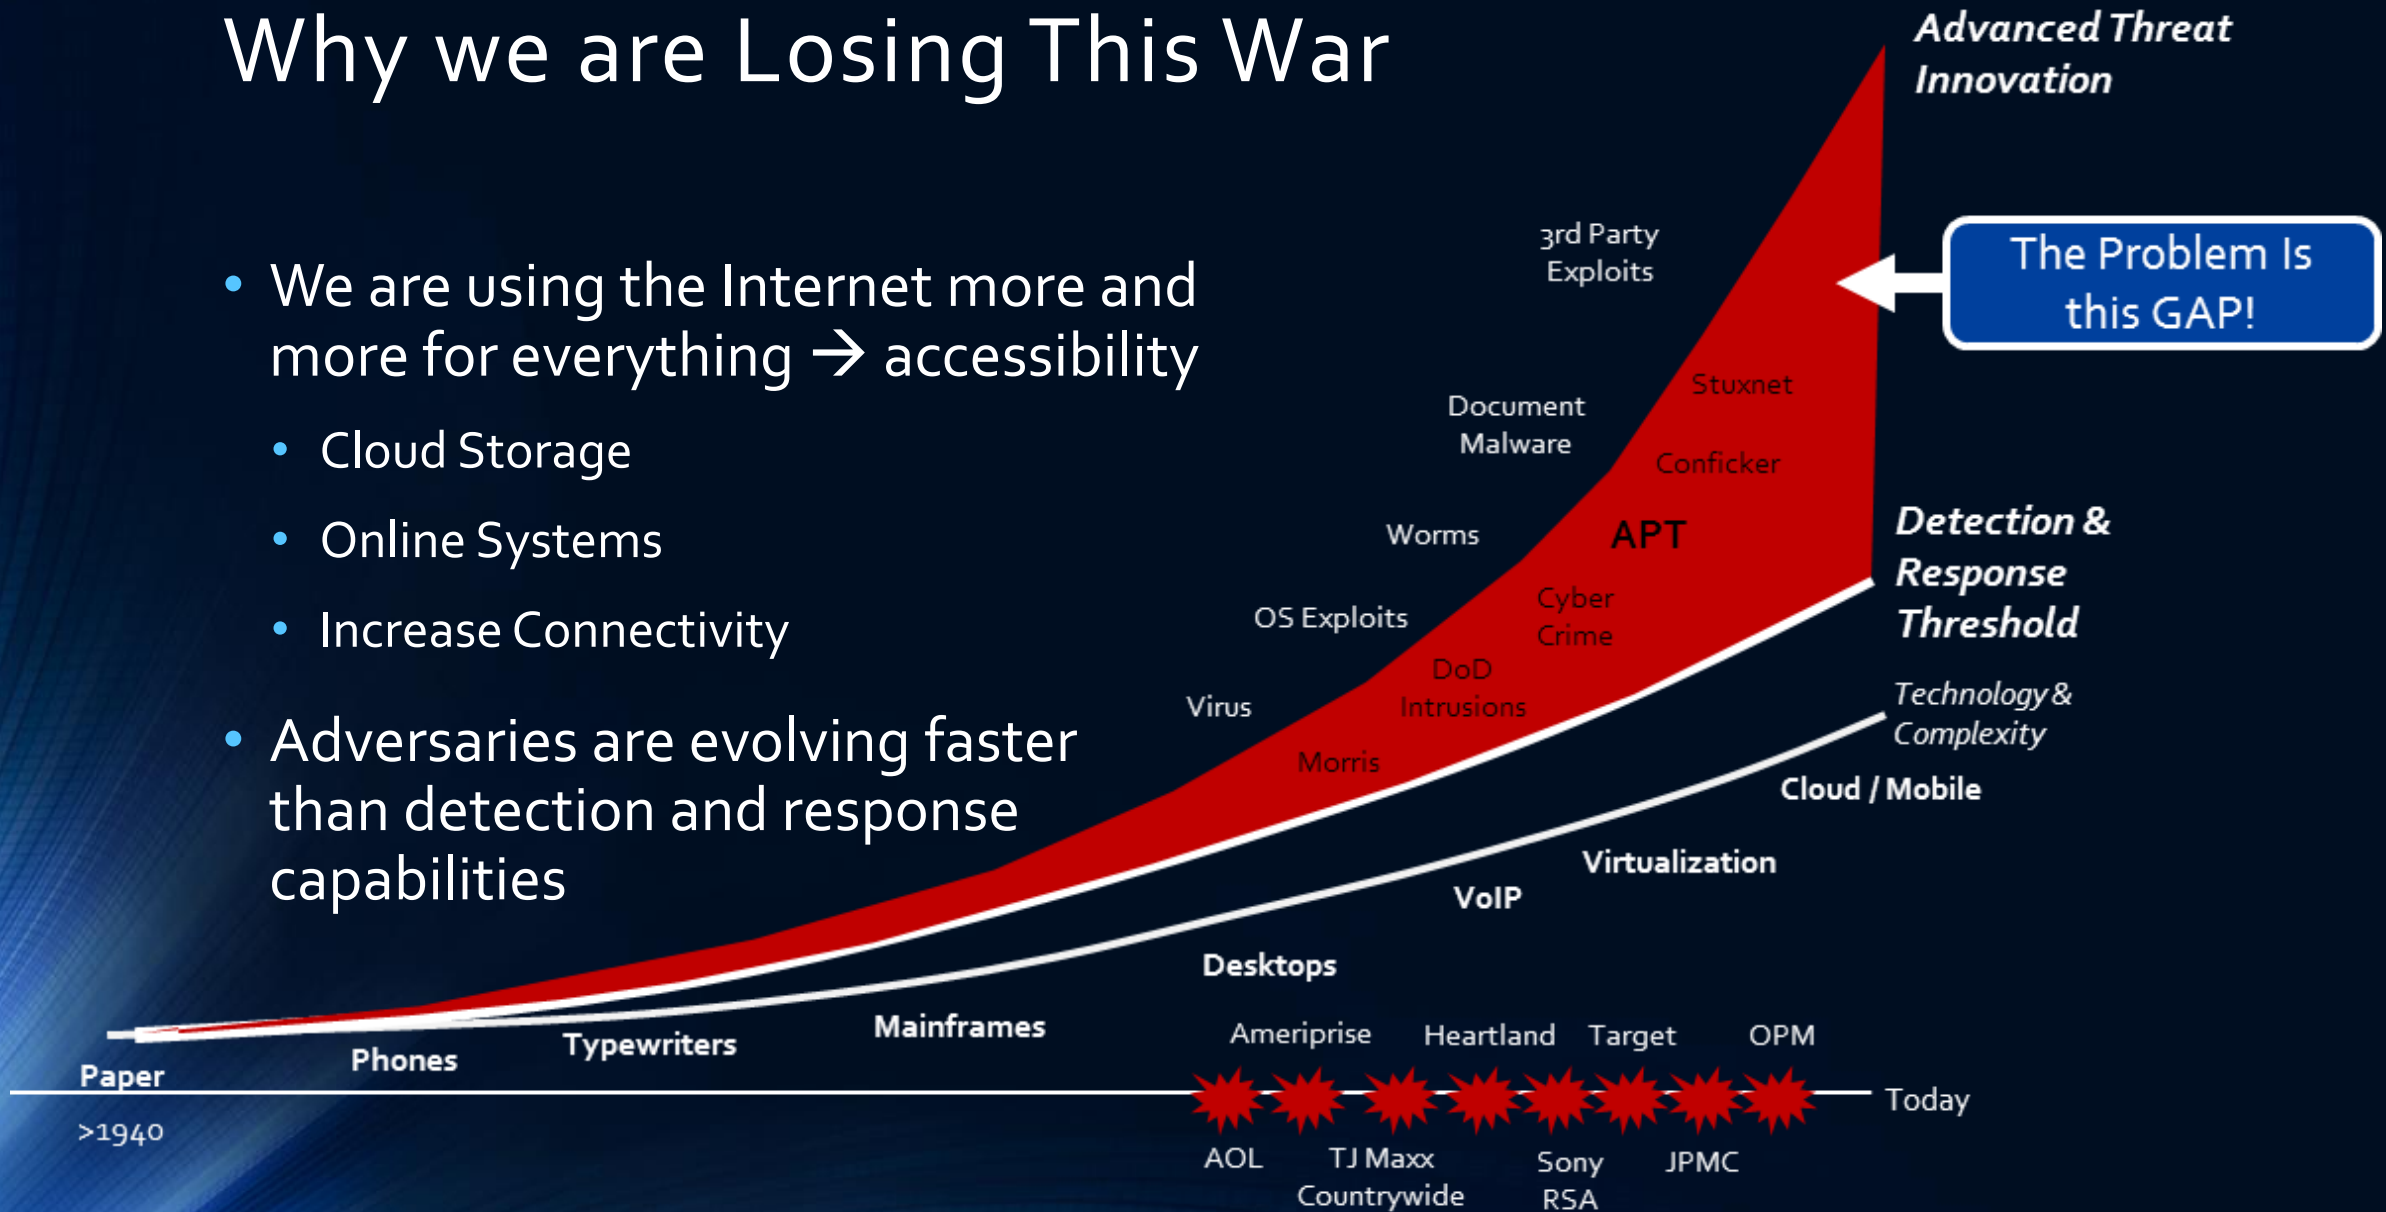 Why we are Losing This War
• We are using the Internet more and
more for everything → accessibility
• Cloud Storage
• Online Systems
• Increase Connectivity
• Adversaries are evolving faster
than detection and response
capabilities
Advanced Threat
Innovation
The Problem Is
this GAP!
3rd Party
Exploits
Document
Malware
Worms
OS Exploits
Virus
Stuxnet
Conficker
APT
Cyber
Crime
DoD
Intrusions
Morris
Detection &
Response
Threshold
Technology &
Complexity
Cloud / Mobile
Virtualization
VoIP
Desktops
Mainframes
Typewriters
Phones
Paper
>1940
Ameriprise
Heartland
Target
OPM
Today
AOL
TJ Maxx
Countrywide
Sony
RSA
JPMC